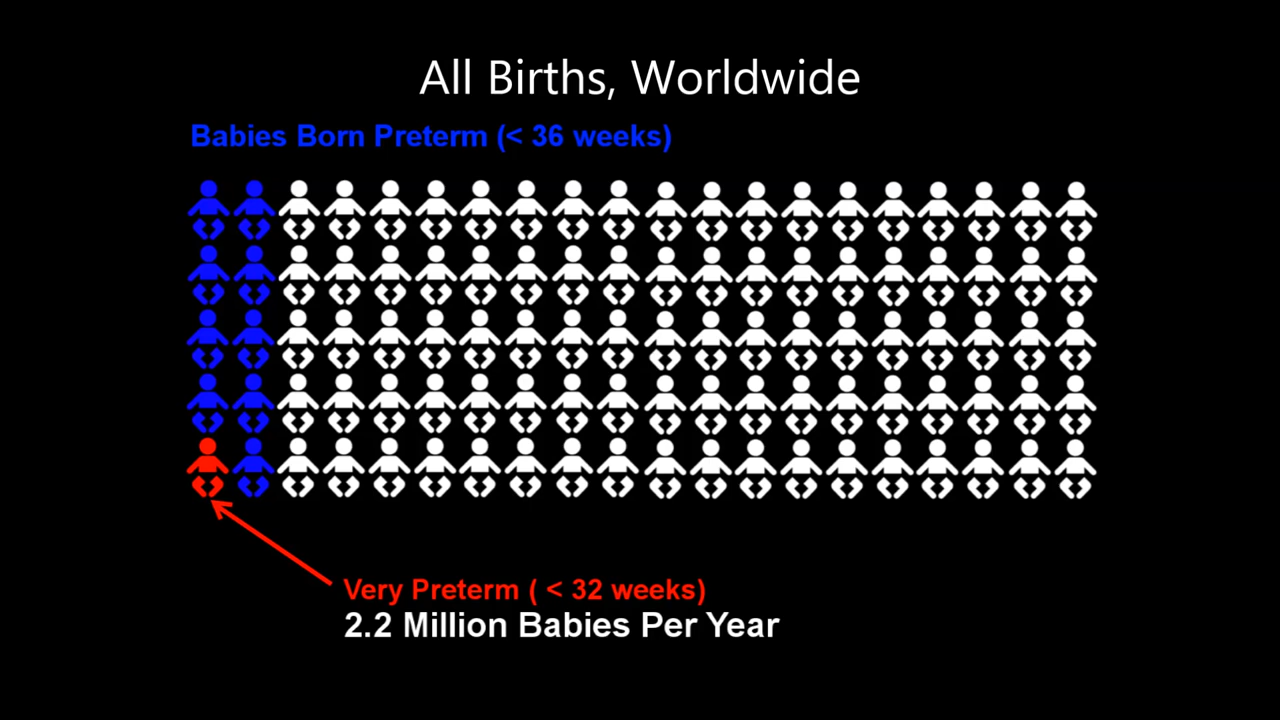 All Births, Worldwide
Babies Born Preterm (< 36 weeks)
Very Preterm ( < 32 weeks)
2.2 Million Babies Per Year